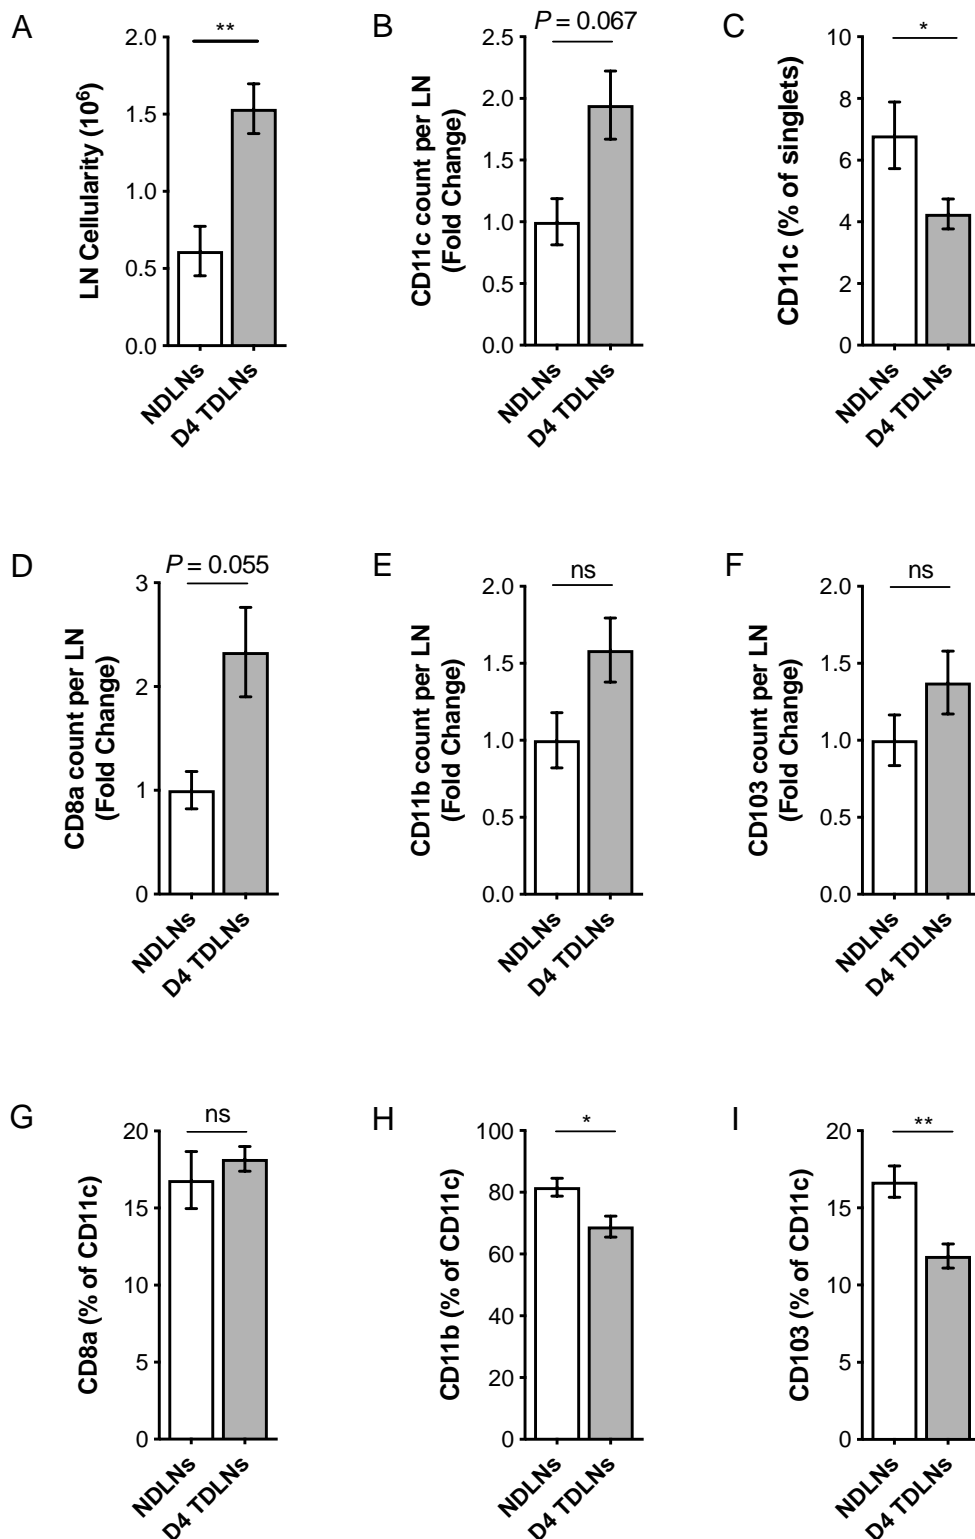 A
**
LN Cellularity (10⁶)
2.0
1.5
1.0
0.5
0.0
NDLNs
D4 TDLNs
B
P = 0.067
CD11c count per LN
(Fold Change)
2.5
2.0
1.5
1.0
0.5
0.0
NDLNs
D4 TDLNs
C
*
CD11c (% of singlets)
10
8
6
4
2
0
NDLNs
D4 TDLNs
D
P = 0.055
CD8a count per LN
(Fold Change)
3
2
1
0
NDLNs
D4 TDLNs
E
ns
CD11b count per LN
(Fold Change)
2.0
1.5
1.0
0.5
0.0
NDLNs
D4 TDLNs
F
ns
CD103 count per LN
(Fold Change)
2.0
1.5
1.0
0.5
0.0
NDLNs
D4 TDLNs
G
ns
CD8a (% of CD11c)
20
15
10
5
0
NDLNs
D4 TDLNs
H
*
CD11b (% of CD11c)
100
80
60
40
20
0
NDLNs
D4 TDLNs
I
**
CD103 (% of CD11c)
20
15
10
5
0
NDLNs
D4 TDLNs